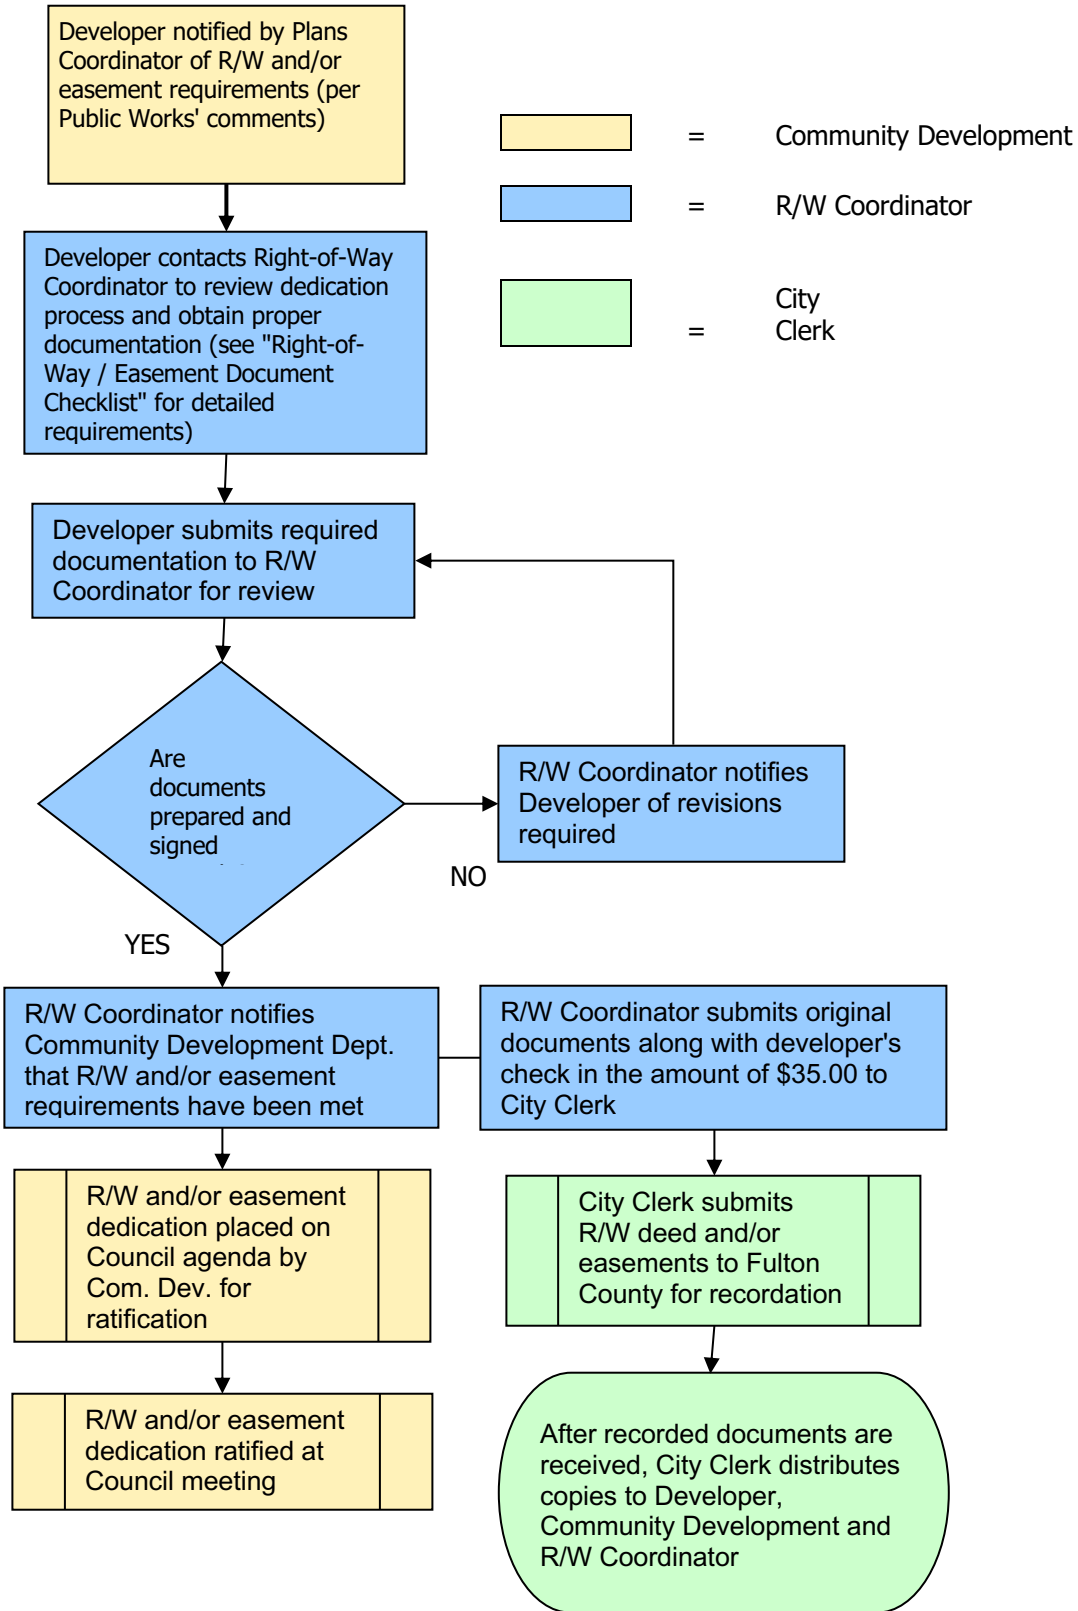 Developer notified by Plans
Coordinator of R/W and/or
easement requirements (per
Public Works' comments)
= Community Development
= R/W Coordinator
City
= Clerk
Developer contacts Right-of-Way
Coordinator to review dedication
process and obtain proper
documentation (see "Right-of-
Way / Easement Document
Checklist" for detailed
requirements)
Developer submits required
documentation to R/W
Coordinator for review
Are
documents
prepared and
signed
R/W Coordinator notifies
Developer of revisions
required
NO
YES
R/W Coordinator notifies
Community Development Dept.
that R/W and/or easement
requirements have been met
R/W Coordinator submits original
documents along with developer's
check in the amount of $35.00 to
City Clerk
R/W and/or easement
dedication placed on
Council agenda by
Com. Dev. for
ratification
City Clerk submits
R/W deed and/or
easements to Fulton
County for recordation
R/W and/or easement
dedication ratified at
Council meeting
After recorded documents are
received, City Clerk distributes
copies to Developer,
Community Development and
R/W Coordinator